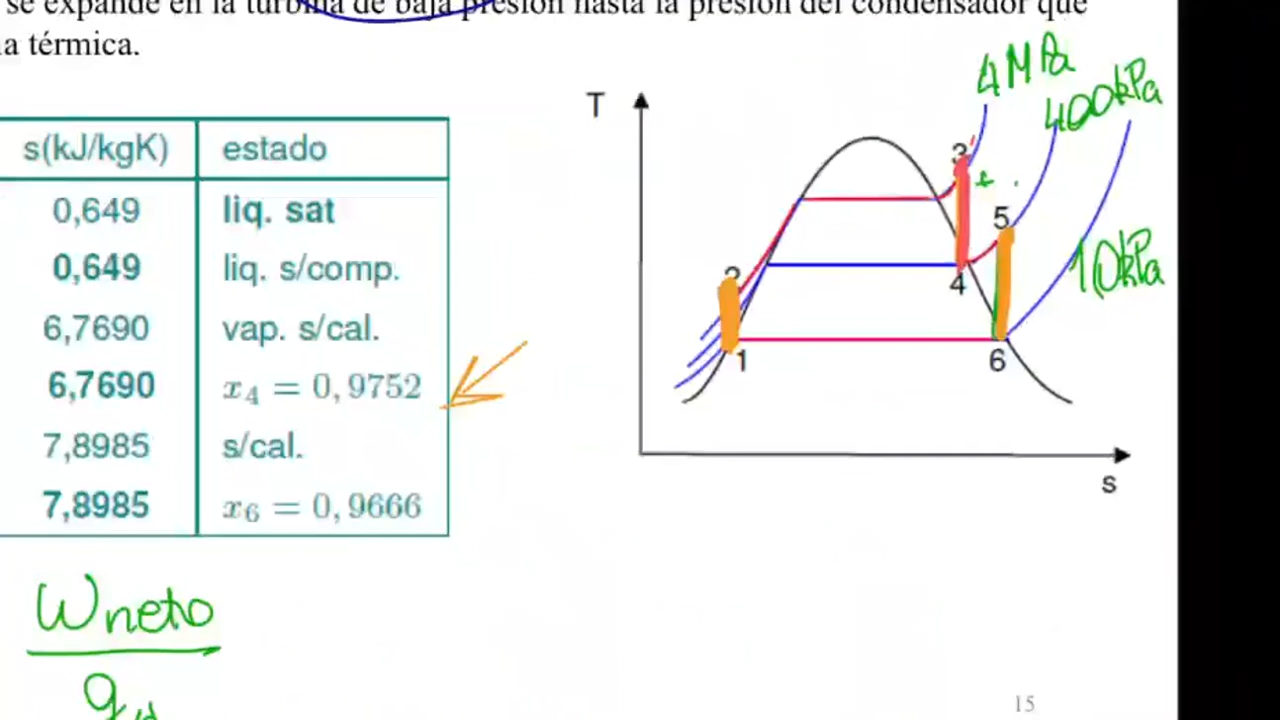 se expande en la turbina de baja presión hasta la presión del condensador que
la térmica.
s(kJ/kgK) estado
0,649 liq. sat
0,649 liq. s/comp.
6,7690 vap. s/cal.
6,7690 x4 = 0,9752
7,8985 s/cal.
7,8985 x6 = 0,9666
Wneto
T
4MPa
400kPa
10kPa
3
5
2
4
1
6
s
15